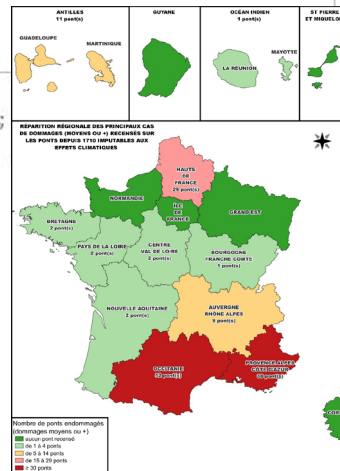 ANTILLES
11 pont(s)
GUYANE
OCÉAN INDIEN
1 pont(s)
ST PIERRE
ET MIQUELO
GUADELOUPE
MARTINIQUE
LA RÉUNION
MAYOTTE
RÉPARTITION RÉGIONALE DES PRINCIPAUX CAS
DE DOMMAGES (MOYENS OU +) RECENSÉS SUR
LES PONTS DEPUIS 1710 IMPUTABLES AUX
EFFETS CLIMATIQUES
HAUTS
DE
FRANCE
29 pont(s)
NORMANDIE
ÎLE
DE
FRANCE
GRAND EST
BRETAGNE
2 pont(s)
PAYS DE LA LOIRE
2 pont(s)
CENTRE
VAL DE LOIRE
2 pont(s)
BOURGOGNE
FRANCHE COMTÉ
1 pont(s)
NOUVELLE AQUITAINE
2 pont(s)
AUVERGNE
RHÔNE ALPES
pont(s)
OCCITANIE
pont(s)
PROVENCE ALPES
CÔTE D'AZUR
pont(s)
COR
Nombre de ponts endommagés
(dommages moyens ou +)
aucun pont recensé
de 1 à 4 ponts
de 5 à 14 ponts
de 15 à 29 ponts
≥ 30 ponts